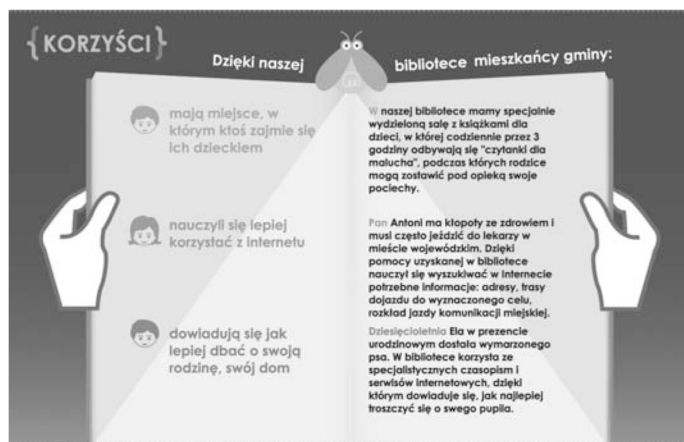 {KORZYŚCI}
Dzięki naszej bibliotece mieszkańcy gminy:
mają miejsce, w
którym ktoś zajmie się
ich dzieckiem
W naszej bibliotece mamy specjalnie
wydzieloną salę z książkami dla
dzieci, w której codziennie przez 3
godziny odbywają się "czytanki dla
malucha", podczas których rodzice
mogą zostawić pod opieką swoje
pociechy.
nauczyli się lepiej
korzystać z internetu
Pan Antoni ma kłopoty ze zdrowiem i
musi często jeździć do lekarzy w
mieście wojewódzkim. Dzięki
pomocy uzyskanej w bibliotece
nauczył się wyszukiwać w Internecie
potrzebne informacje: adresy, trasy
dojazdu do wyznaczonego celu,
rozkład jazdy komunikacji miejskiej.
dowiadują się jak
lepiej dbać o swoją
rodzinę, swój dom
Dziesięcioletnia Ela w prezencie
urodzinowym dostała wymarzonego
psa. W bibliotece korzysta ze
specjalistycznych czasopism i
serwisów internetowych, dzięki
którym dowiaduje się, jak najlepiej
troszczyć się o swego pupila.